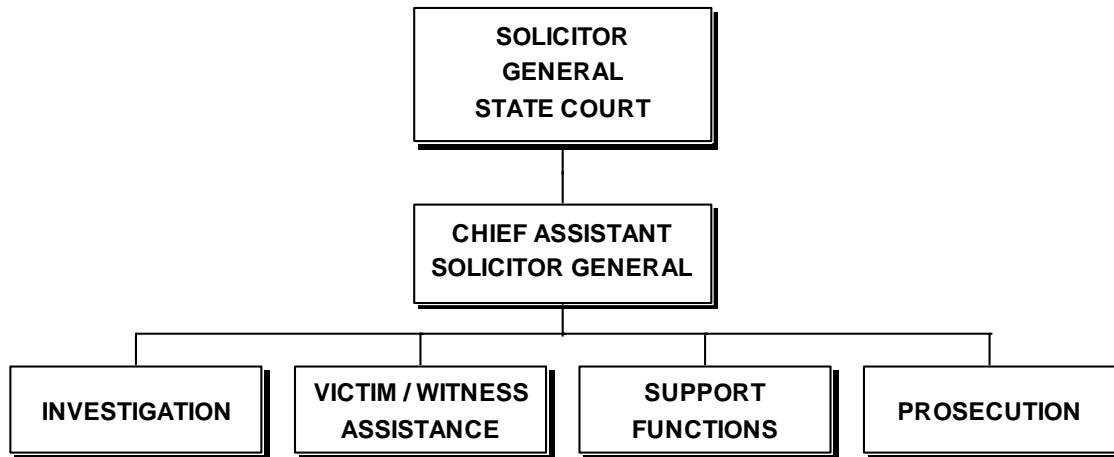 SOLICITOR
GENERAL
STATE COURT
CHIEF ASSISTANT
SOLICITOR GENERAL
INVESTIGATION
VICTIM / WITNESS
ASSISTANCE
SUPPORT
FUNCTIONS
PROSECUTION